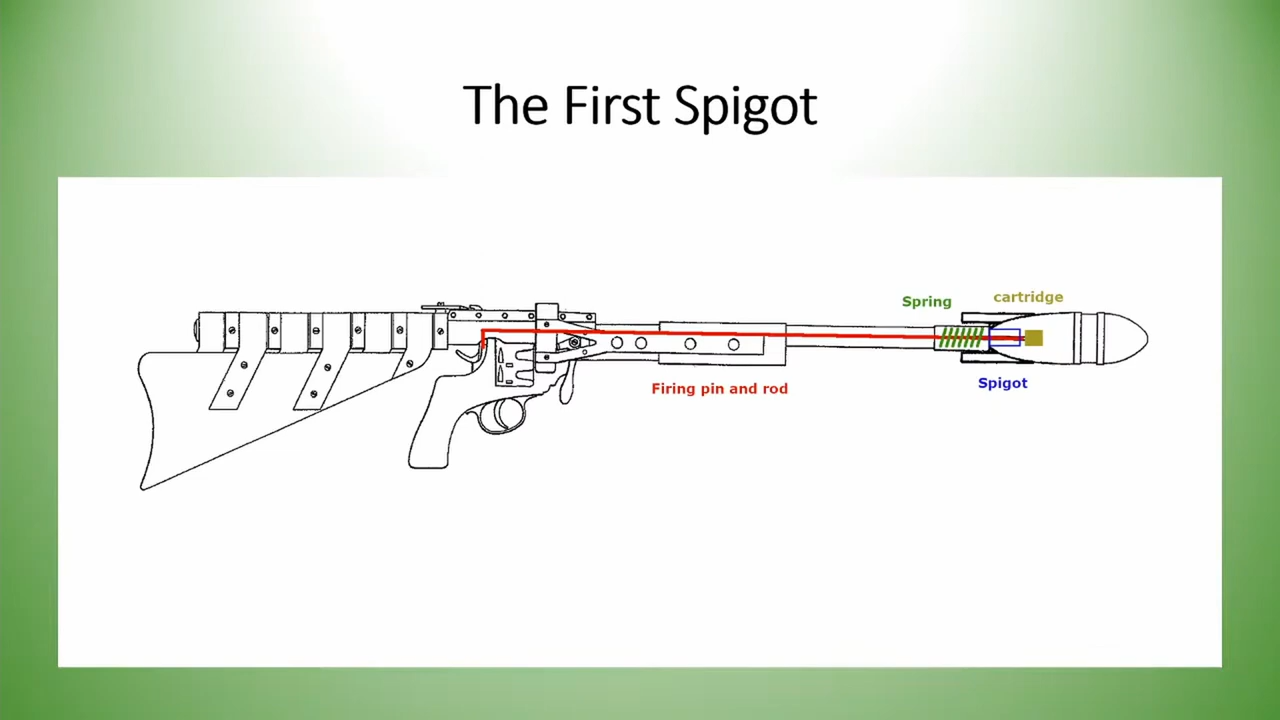 The First Spigot
Spring
cartridge
Spigot
Firing pin and rod